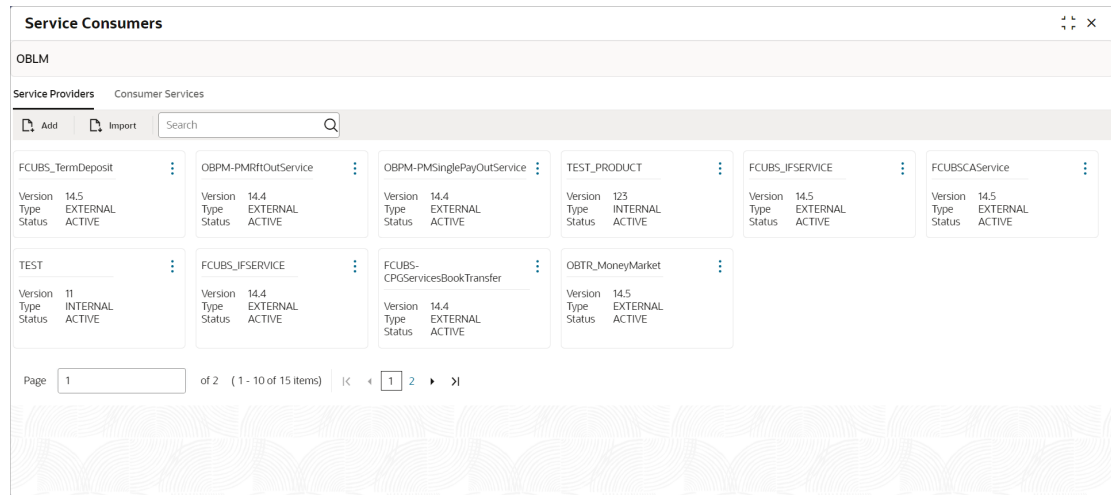 Service Consumers
OBLM
Service Providers Consumer Services
Add Import Search
FCUBS_TermDeposit
Version 14.5
Type EXTERNAL
Status ACTIVE
OBPM-PMRftOutService
Version 14.4
Type EXTERNAL
Status ACTIVE
OBPM-PMSinglePayOutService
Version 14.4
Type EXTERNAL
Status ACTIVE
TEST_PRODUCT
Version 123
Type INTERNAL
Status ACTIVE
FCUBS_IFSERVICE
Version 14.5
Type EXTERNAL
Status ACTIVE
FCUBSCAService
Version 14.5
Type EXTERNAL
Status ACTIVE
TEST
Version 11
Type INTERNAL
Status ACTIVE
FCUBS_IFSERVICE
Version 14.4
Type EXTERNAL
Status ACTIVE
FCUBS-
CPGServicesBookTransfer
Version 14.4
Type EXTERNAL
Status ACTIVE
OBTR_MoneyMarket
Version 14.5
Type EXTERNAL
Status ACTIVE
Page 1 of 2 ( 1 - 10 of 15 items) 1 2